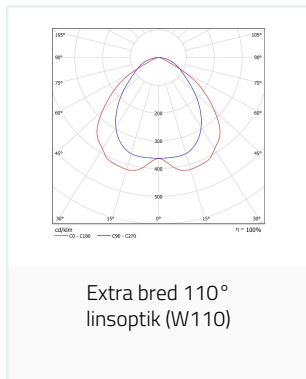 105° 105°
90° 90°
75° 75°
60° 60°
45° 45°
200
300
400
500
30° 15° 0° 15° 30°
cd/klm η = 100%
C0 - C180 C90 - C270
Extra bred 110°
linsoptik (W110)